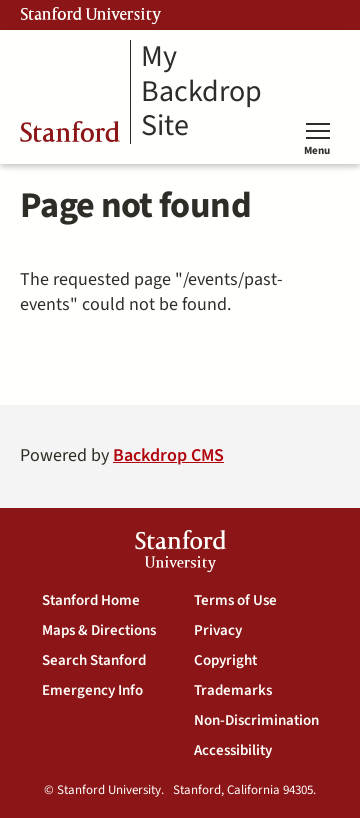 Stanford University
My
Backdrop
Site
Stanford
Menu
Page not found
The requested page "/events/past-
events" could not be found.
Powered by Backdrop CMS
Stanford
University
Stanford Home
Maps & Directions
Search Stanford
Emergency Info
Terms of Use
Privacy
Copyright
Trademarks
Non-Discrimination
Accessibility
© Stanford University. Stanford, California 94305.